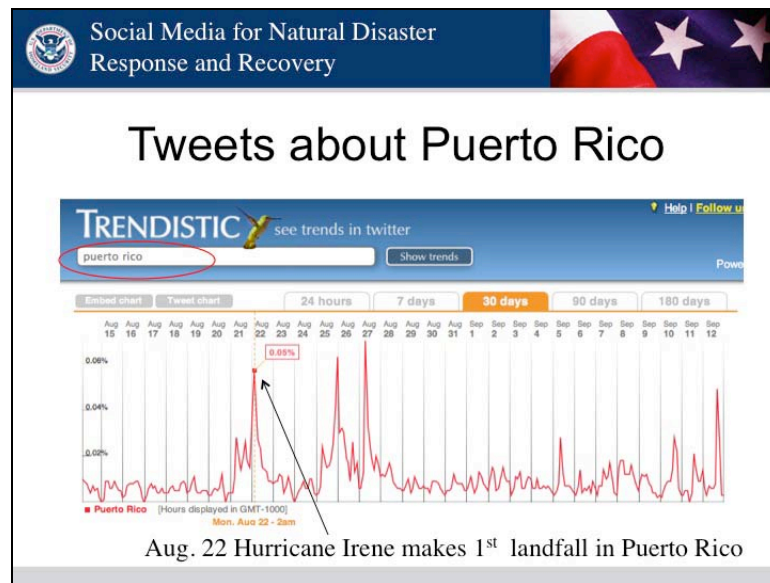 Social Media for Natural Disaster
Response and Recovery
Tweets about Puerto Rico
Help | Follow u
TRENDISTIC see trends in twitter
puerto rico
Show trends
Powe
Embed chart Tweet chart 24 hours 7 days 30 days 90 days 180 days
Aug Aug Aug Aug Aug Aug Aug Aug Aug Aug Aug Aug Aug Aug Aug Aug Aug Sep Sep Sep Sep Sep Sep Sep Sep Sep Sep Sep Sep
15 16 17 18 19 20 21 22 23 24 25 26 27 28 29 30 31 1 2 3 4 5 6 7 8 9 10 11 12
0.05%
0.06%
0.04%
0.02%
Puerto Rico [Hours displayed in GMT-1000]
Mon. Aug 22 - 2am
Aug. 22 Hurricane Irene makes 1st landfall in Puerto Rico